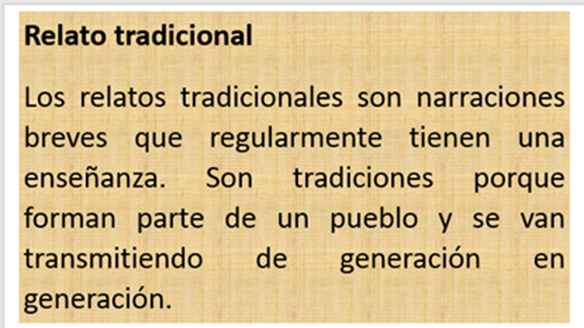 Relato tradicional
Los relatos tradicionales son narraciones
breves que regularmente tienen una
enseñanza. Son tradiciones porque
forman parte de un pueblo y se van
transmitiendo de generación en
generación.